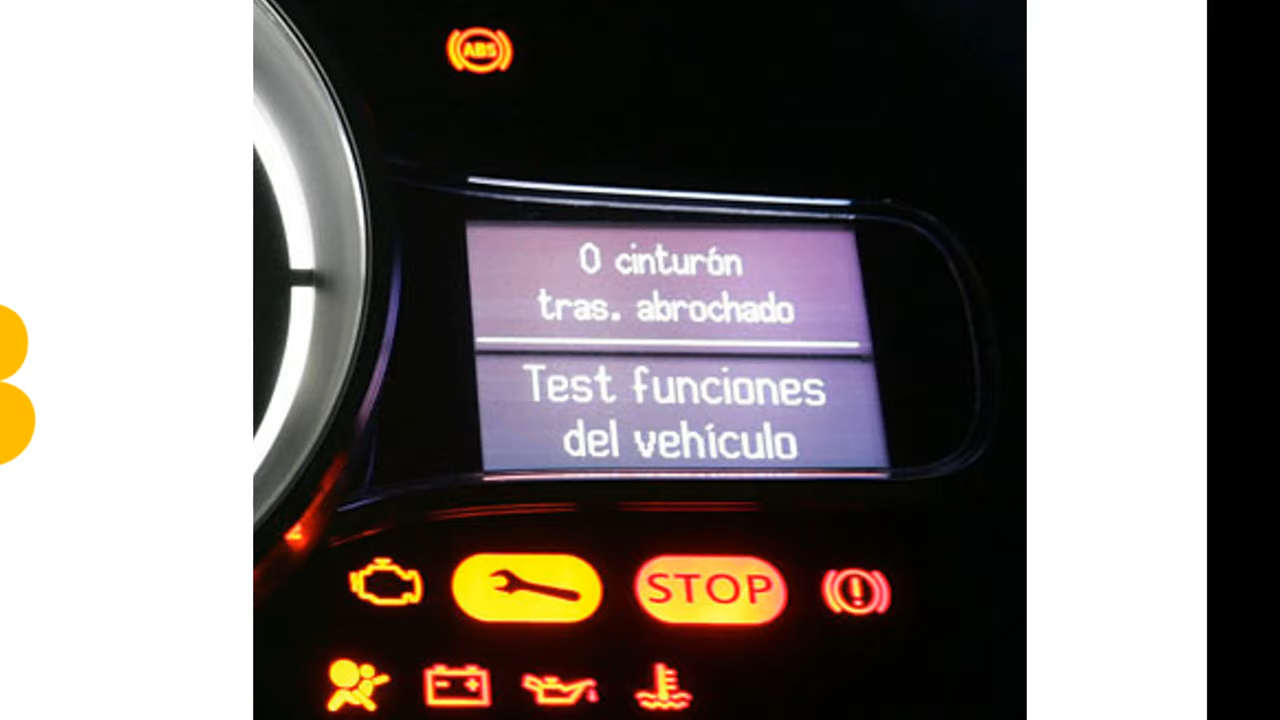 ABS
0 cinturón
tras. abrochado
Test funciones
del vehículo
STOP